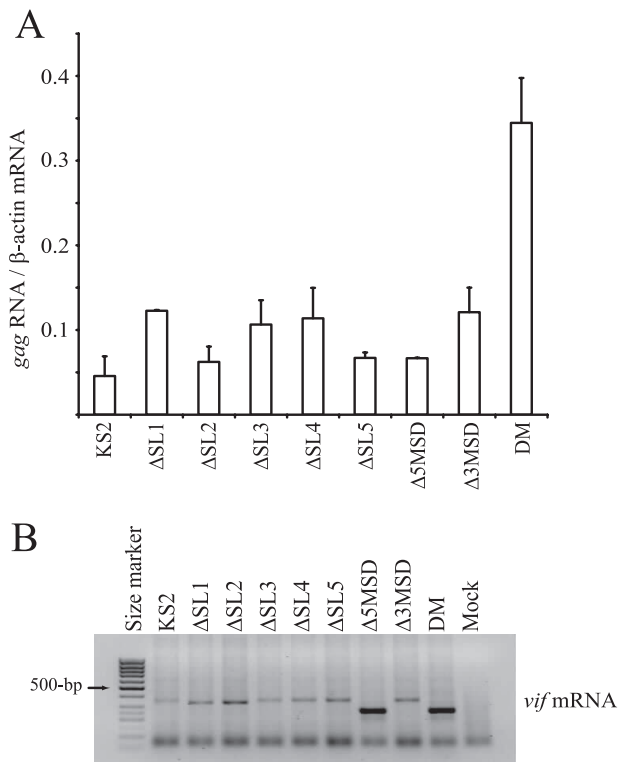 A
gag RNA / β-actin mRNA
0.4
0.3
0.2
0.1
KS2
ΔSL1
ΔSL2
ΔSL3
ΔSL4
ΔSL5
Δ5MSD
Δ3MSD
DM
B
Size marker
KS2
ΔSL1
ΔSL2
ΔSL3
ΔSL4
ΔSL5
Δ5MSD
Δ3MSD
DM
Mock
500-bp
vif mRNA